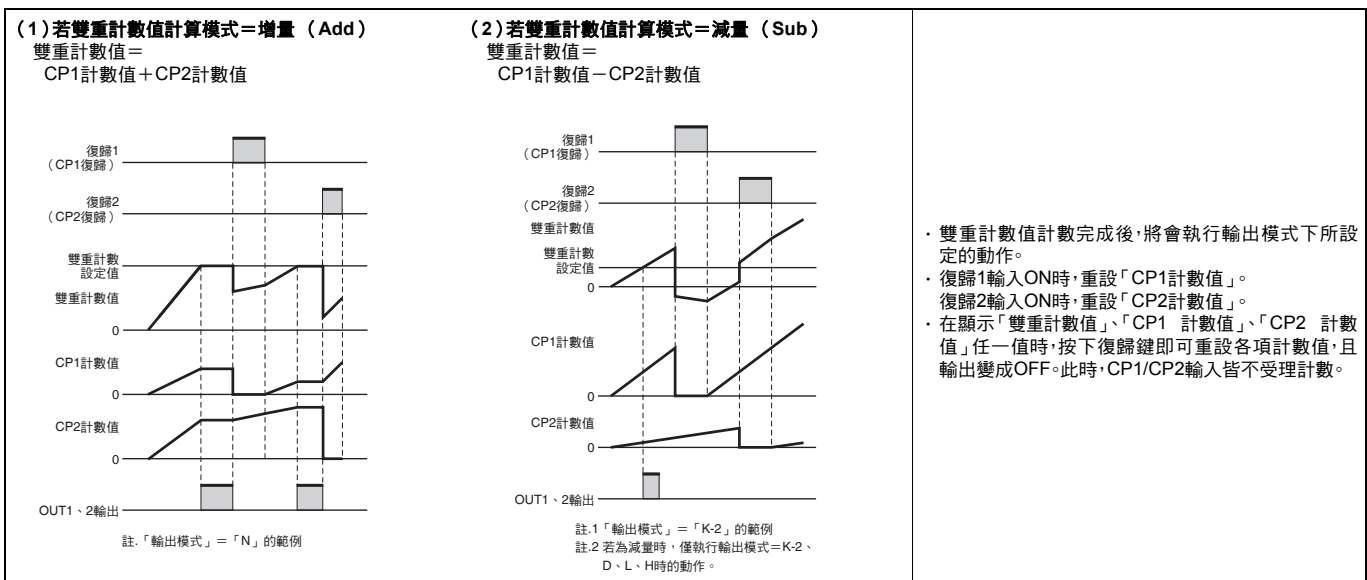 （1）若雙重計數值計算模式＝增量（Add）
雙重計數值＝
CP1計數值＋CP2計數值
復歸1
（CP1復歸）
復歸2
（CP2復歸）
雙重計數
設定值
雙重計數值
0
CP1計數值
0
CP2計數值
0
OUT1、2輸出
註.「輸出模式」＝「N」的範例
（2）若雙重計數值計算模式＝減量（Sub）
雙重計數值＝
CP1計數值－CP2計數值
復歸1
（CP1復歸）
復歸2
（CP2復歸）
雙重計數值
雙重計數
設定值
0
CP1計數值
0
CP2計數值
0
OUT1、2輸出
註.1「輸出模式」＝「K-2」的範例
註.2 若為減量時，僅執行輸出模式＝K-2、
D、L、H時的動作。
・雙重計數值計數完成後，將會執行輸出模式下所設
定的動作。
・復歸1輸入ON時，重設「CP1計數值」。
復歸2輸入ON時，重設「CP2計數值」。
・在顯示「雙重計數值」、「CP1 計數值」、「CP2 計數
值」任一值時，按下復歸鍵即可重設各項計數值，且
輸出變成OFF。此時，CP1/CP2輸入皆不受理計數。